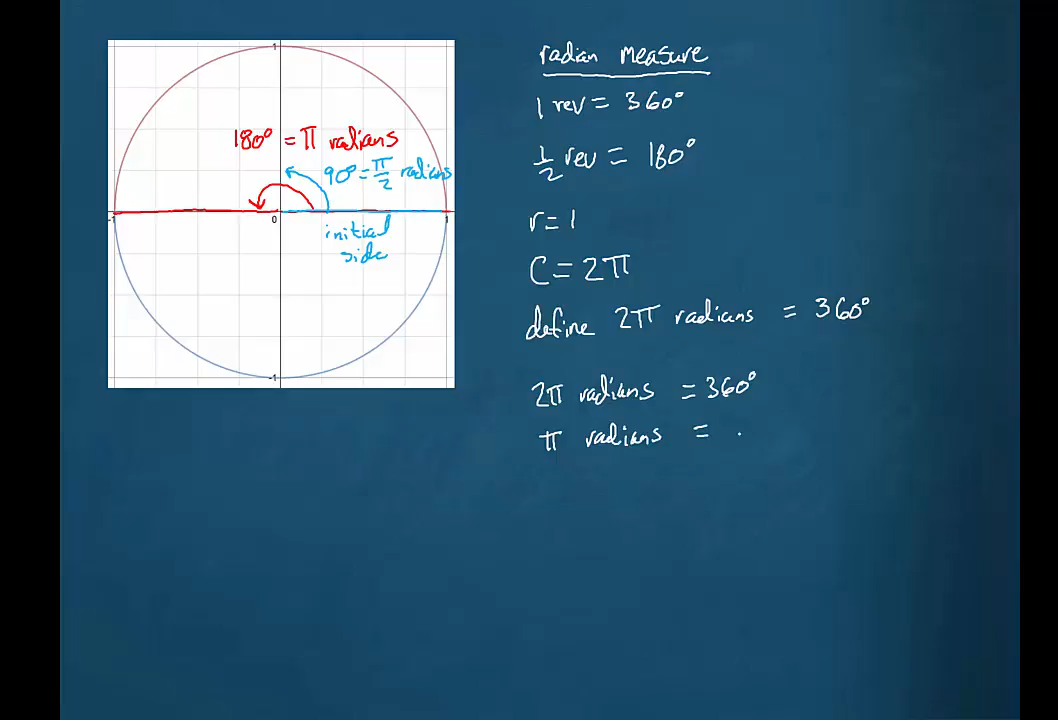 radian measure
1 rev = 360°
1/2 rev = 180°
r = 1
C = 2π
define 2π radians = 360°
2π radians = 360°
π radians =
1
180° = π radians
90° = π/2 radians
-1
0
1
initial
side
-1